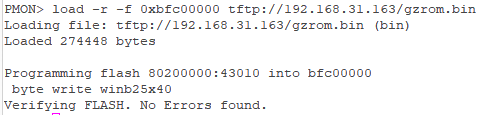 PMON> load -r -f 0xbfc00000 tftp://192.168.31.163/gzrom.bin
Loading file: tftp://192.168.31.163/gzrom.bin (bin)
Loaded 274448 bytes
Programming flash 80200000:43010 into bfc00000
byte write winb25x40
Verifying FLASH. No Errors found.